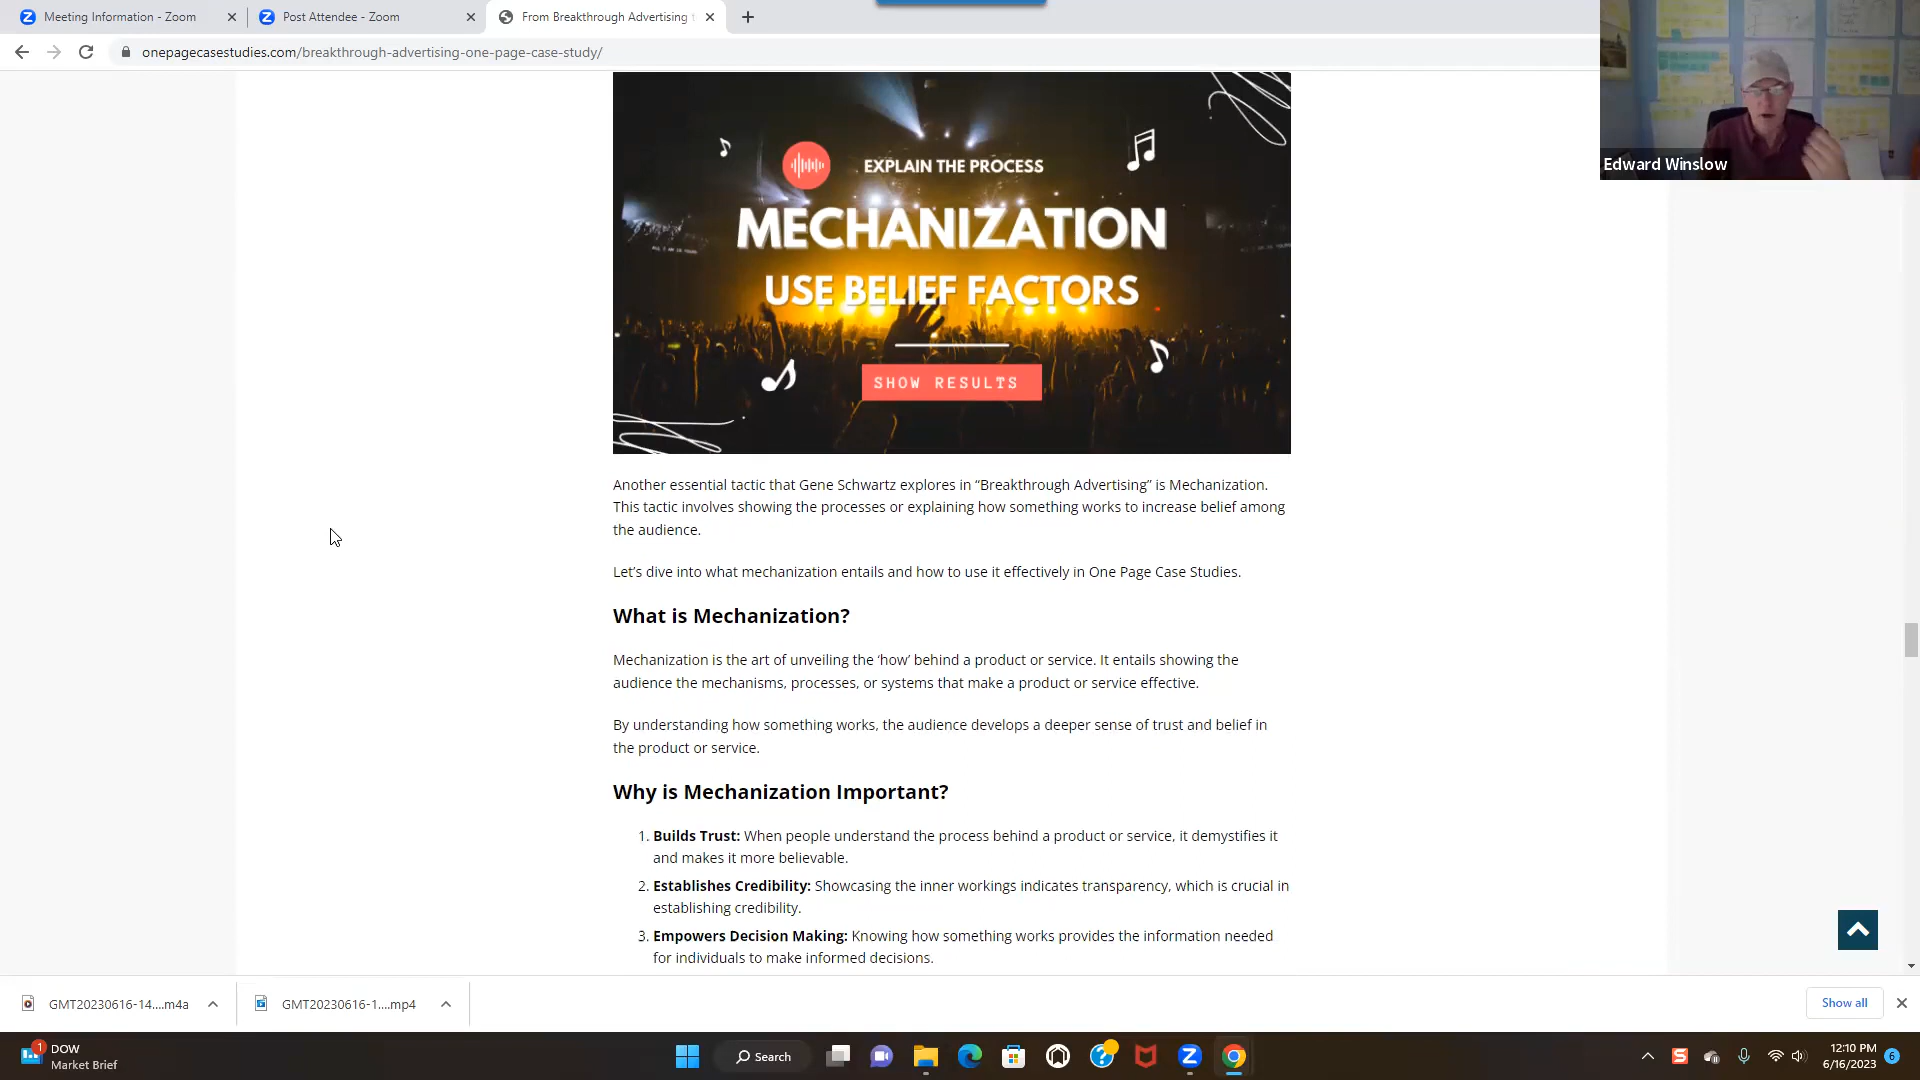 Meeting Information - Zoom
Post Attendee - Zoom
From Breakthrough Advertising
onepagecasestudies.com/breakthrough-advertising-one-page-case-study/
Edward Winslow
EXPLAIN THE PROCESS
MECHANIZATION
USE BELIEF FACTORS
SHOW RESULTS
Another essential tactic that Gene Schwartz explores in “Breakthrough Advertising” is Mechanization.
This tactic involves showing the processes or explaining how something works to increase belief among
the audience.
Let’s dive into what mechanization entails and how to use it effectively in One Page Case Studies.
What is Mechanization?
Mechanization is the art of unveiling the ‘how’ behind a product or service. It entails showing the
audience the mechanisms, processes, or systems that make a product or service effective.
By understanding how something works, the audience develops a deeper sense of trust and belief in
the product or service.
Why is Mechanization Important?
1. Builds Trust: When people understand the process behind a product or service, it demystifies it
and makes it more believable.
2. Establishes Credibility: Showcasing the inner workings indicates transparency, which is crucial in
establishing credibility.
3. Empowers Decision Making: Knowing how something works provides the information needed
for individuals to make informed decisions.
GMT20230616-14....m4a
GMT20230616-1....mp4
Show all
1
DOW
Market Brief
Search
12:10 PM
6/16/2023
6